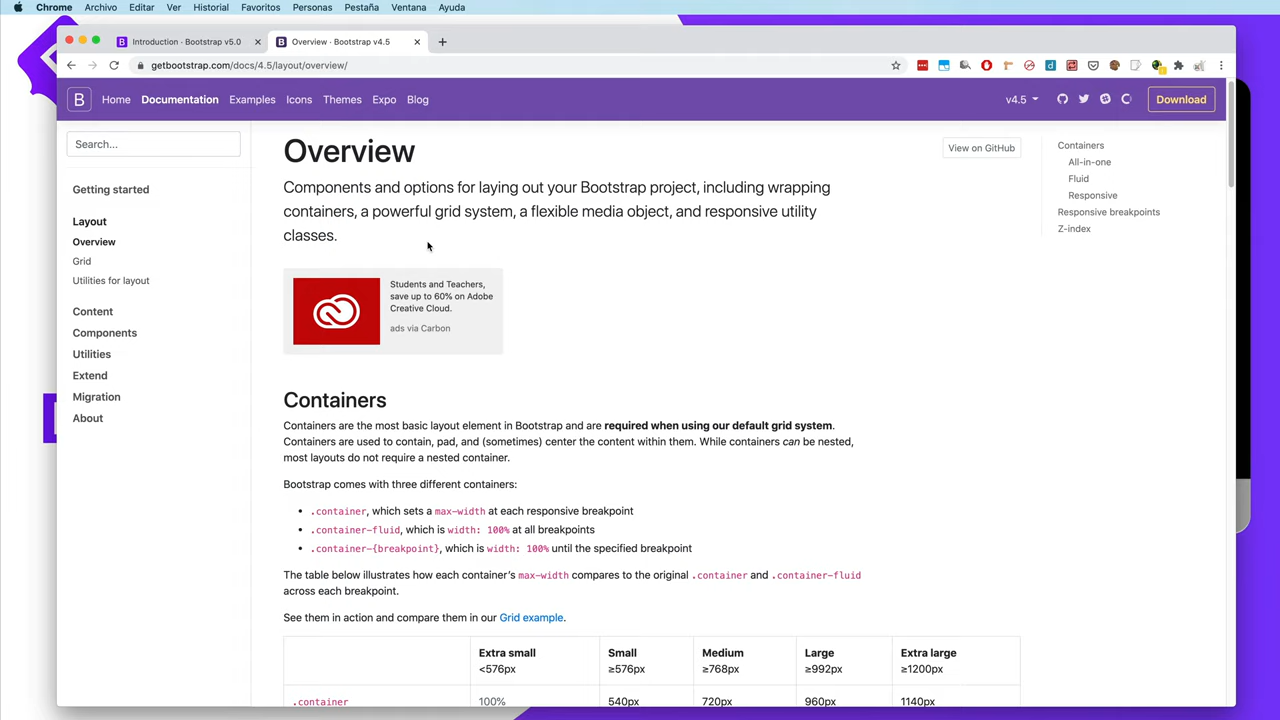 Chrome Archivo Editar Ver Historial Favoritos Personas Pestaña Ventana Ayuda
Introduction · Bootstrap v5.0
Overview · Bootstrap v4.5
getbootstrap.com/docs/4.5/layout/overview/
B Home Documentation Examples Icons Themes Expo Blog v4.5 Download
Search...
Getting started
Layout
Overview
Grid
Utilities for layout
Content
Components
Utilities
Extend
Migration
About
Overview
View on GitHub
Components and options for laying out your Bootstrap project, including wrapping
containers, a powerful grid system, a flexible media object, and responsive utility
classes.
Students and Teachers,
save up to 60% on Adobe
Creative Cloud.
ads via Carbon
Containers
Containers are the most basic layout element in Bootstrap and are required when using our default grid system.
Containers are used to contain, pad, and (sometimes) center the content within them. While containers can be nested,
most layouts do not require a nested container.
Bootstrap comes with three different containers:
• .container, which sets a max-width at each responsive breakpoint
• .container-fluid, which is width: 100% at all breakpoints
• .container-{breakpoint}, which is width: 100% until the specified breakpoint
The table below illustrates how each container's max-width compares to the original .container and .container-fluid
across each breakpoint.
See them in action and compare them in our Grid example.
Extra small Small Medium Large Extra large
<576px ≥576px ≥768px ≥992px ≥1200px
.container 100% 540px 720px 960px 1140px
Containers
All-in-one
Fluid
Responsive
Responsive breakpoints
Z-index